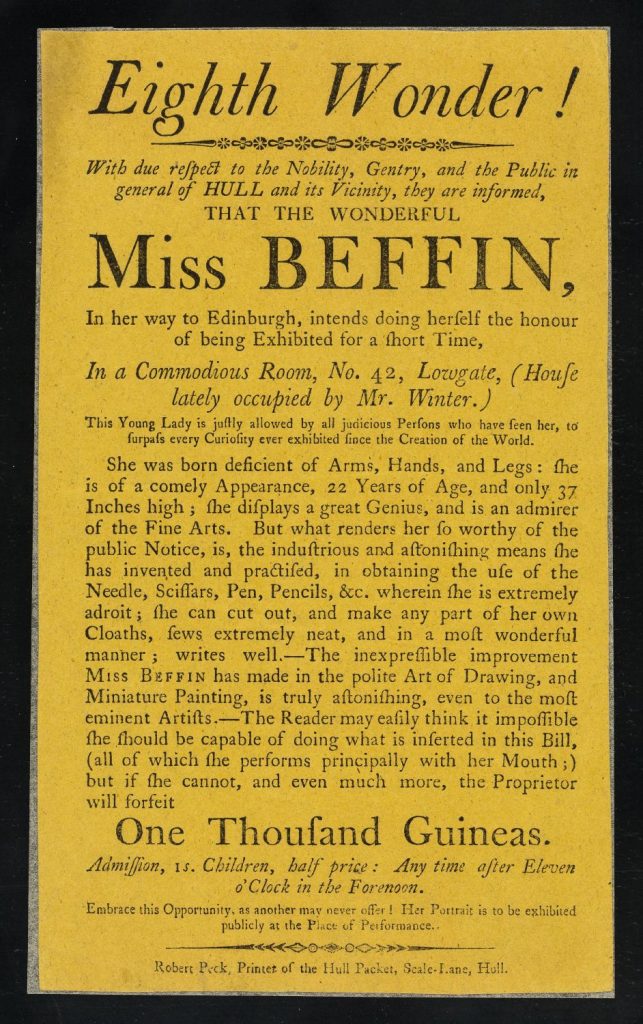 Eighth Wonder!
With due reſpect to the Nobility, Gentry, and the Public in
general of HULL and its Vicinity, they are informed,
THAT THE WONDERFUL
Miss BEFFIN,
In her way to Edinburgh, intends doing herſelf the honour
of being Exhibited for a ſhort Time,
In a Commodious Room, No. 42, Lowgate, (Houſe
lately occupied by Mr. Winter.)
This Young Lady is juſtly allowed by all judicious Perſons who have ſeen her, to
ſurpaſs every Curioſity ever exhibited ſince the Creation of the World.
She was born deficient of Arms, Hands, and Legs: ſhe
is of a comely Appearance, 22 Years of Age, and only 37
Inches high; ſhe diſplays a great Genius, and is an admirer
of the Fine Arts. But what renders her ſo worthy of the
public Notice, is, the induſtrious and aſtoniſhing means ſhe
has invented and practiſed, in obtaining the uſe of the
Needle, Sciſſars, Pen, Pencils, &c. wherein ſhe is extremely
adroit; ſhe can cut out, and make any part of her own
Cloaths, ſews extremely neat, and in a moſt wonderful
manner; writes well.—The inexpreſſible improvement
MISS BEFFIN has made in the polite Art of Drawing, and
Miniature Painting, is truly aſtoniſhing, even to the moſt
eminent Artiſts.—The Reader may eaſily think it impoſſible
ſhe ſhould be capable of doing what is inſerted in this Bill,
(all of which ſhe performs principally with her Mouth;)
but if ſhe cannot, and even much more, the Proprietor
will forfeit
One Thouſand Guineas.
Admiſſion, 1s. Children, half price: Any time after Eleven
o'Clock in the Forenoon.
Embrace this Opportunity, as another may never offer! Her Portrait is to be exhibited
publicly at the Place of Performance.
Robert Peck, Printer of the Hull Packet, Scale-Lane, Hull.